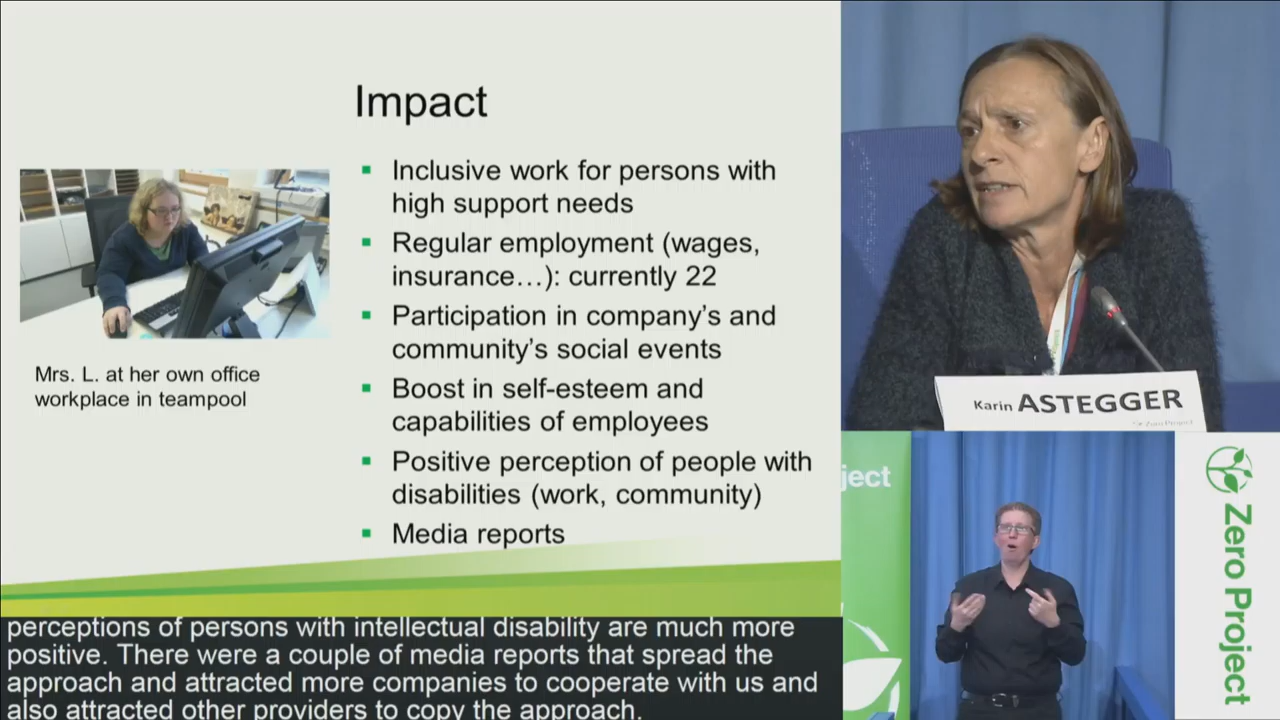 Impact
▪ Inclusive work for persons with
high support needs
▪ Regular employment (wages,
insurance…): currently 22
▪ Participation in company's and
community's social events
▪ Boost in self-esteem and
capabilities of employees
▪ Positive perception of people with
disabilities (work, community)
▪ Media reports
Mrs. L. at her own office
workplace in teampool
perceptions of persons with intellectual disability are much more
positive. There were a couple of media reports that spread the
approach and attracted more companies to cooperate with us and
also attracted other providers to copy the approach.
Karin ASTEGGER
ject
Zero Project